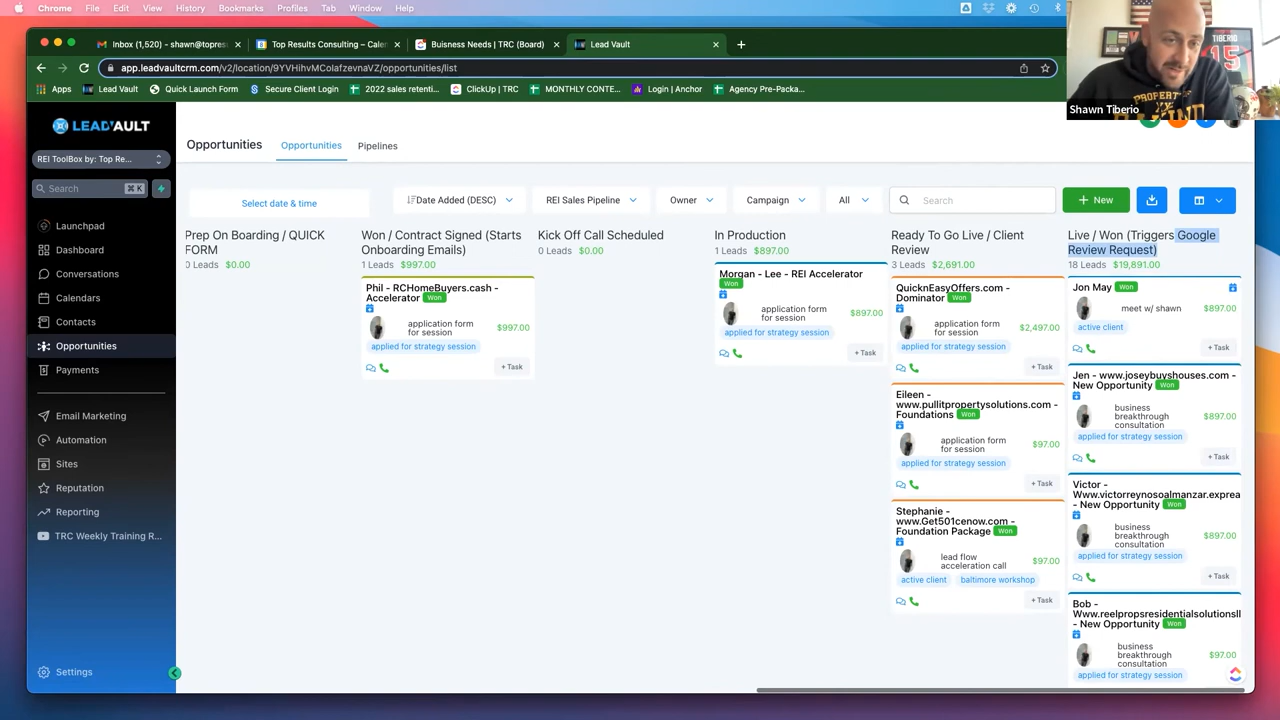 Chrome File Edit View History Bookmarks Profiles Tab Window Help
Inbox (1,520) – shawn@topres
Top Results Consulting – Calen
Buisness Needs | TRC (Board)
Lead Vault
app.leadvaultcrm.com/v2/location/9YVHihvMColafzevnaVZ/opportunities/list
Apps
Lead Vault
Quick Launch Form
Secure Client Login
2022 sales retenti...
ClickUp | TRC
MONTHLY CONTE...
Login | Anchor
Agency Pre-Packa...
TIBERIO
15
PROPERTY OF
Shawn Tiberio
LEADVAULT
REI ToolBox by: Top Re...
Search
⌘ K
Launchpad
Dashboard
Conversations
Calendars
Contacts
Opportunities
Payments
Email Marketing
Automation
Sites
Reputation
Reporting
TRC Weekly Training R...
Settings
Opportunities
Opportunities
Pipelines
Select date & time
Date Added (DESC)
REI Sales Pipeline
Owner
Campaign
All
Search
+ New
Prep On Boarding / QUICK
FORM
0 Leads $0.00
Won / Contract Signed (Starts
Onboarding Emails)
1 Leads $997.00
Phil - RCHomeBuyers.cash -
Accelerator Won
application form
for session
$997.00
applied for strategy session
+ Task
Kick Off Call Scheduled
0 Leads $0.00
In Production
1 Leads $897.00
Morgan - Lee - REI Accelerator
Won
application form
for session
$897.00
applied for strategy session
+ Task
Ready To Go Live / Client
Review
3 Leads $2,691.00
QuicknEasyOffers.com -
Dominator Won
application form
for session
$2,497.00
applied for strategy session
+ Task
Eileen -
www.pullitpropertysolutions.com -
Foundations Won
application form
for session
$97.00
applied for strategy session
+ Task
Stephanie -
www.Get501cenow.com -
Foundation Package Won
lead flow
acceleration call
$97.00
active client
baltimore workshop
+ Task
Live / Won (Triggers Google
Review Request)
18 Leads $19,891.00
Jon May Won
meet w/ shawn
$897.00
active client
+ Task
Jen - www.joseybuyshouses.com -
New Opportunity Won
business
breakthrough
consultation
$897.00
applied for strategy session
+ Task
Victor -
Www.victorreynosoalmanzar.exprea
- New Opportunity Won
business
breakthrough
consultation
$897.00
applied for strategy session
+ Task
Bob -
Www.reelpropsresidentialsolutionsll
- New Opportunity Won
business
breakthrough
consultation
$97.00
applied for strategy session